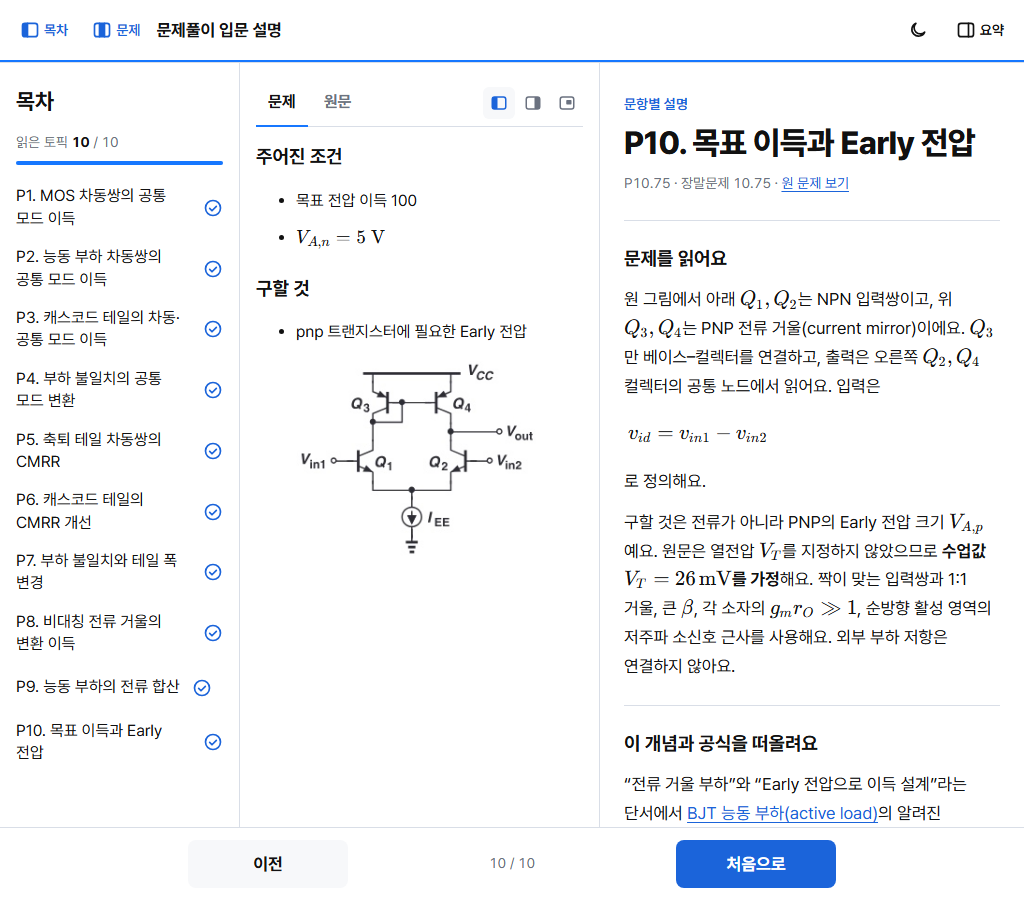 목차
문제
문제풀이 입문 설명
요약
목차
읽은 토픽 10 / 10
P1. MOS 차동쌍의 공통
모드 이득
P2. 능동 부하 차동쌍의
공통 모드 이득
P3. 캐스코드 테일의 차동·
공통 모드 이득
P4. 부하 불일치의 공통
모드 변환
P5. 축퇴 테일 차동쌍의
CMRR
P6. 캐스코드 테일의
CMRR 개선
P7. 부하 불일치와 테일 폭
변경
P8. 비대칭 전류 거울의
변환 이득
P9. 능동 부하의 전류 합산
P10. 목표 이득과 Early
전압
문제
원문
주어진 조건
• 목표 전압 이득 100
• V_{A,n} = 5 V
구할 것
• pnp 트랜지스터에 필요한 Early 전압
V_CC
Q_3
Q_4
V_out
V_in1
Q_1
Q_2
V_in2
I_EE
문항별 설명
P10. 목표 이득과 Early 전압
P10.75 · 장말문제 10.75 · 원 문제 보기
문제를 읽어요
원 그림에서 아래 Q_1, Q_2는 NPN 입력쌍이고, 위
Q_3, Q_4는 PNP 전류 거울(current mirror)이에요. Q_3
만 베이스–컬렉터를 연결하고, 출력은 오른쪽 Q_2, Q_4
컬렉터의 공통 노드에서 읽어요. 입력은
v_{id} = v_{in1} − v_{in2}
로 정의해요.
구할 것은 전류가 아니라 PNP의 Early 전압 크기 V_{A,p}
예요. 원문은 열전압 V_T를 지정하지 않았으므로 수업값
V_T = 26 mV를 가정해요. 짝이 맞는 입력쌍과 1:1
거울, 큰 β, 각 소자의 g_m r_O ≫ 1, 순방향 활성 영역의
저주파 소신호 근사를 사용해요. 외부 부하 저항은
연결하지 않아요.
이 개념과 공식을 떠올려요
“전류 거울 부하”와 “Early 전압으로 이득 설계”라는
단서에서 BJT 능동 부하(active load)의 알려진
이전
10 / 10
처음으로